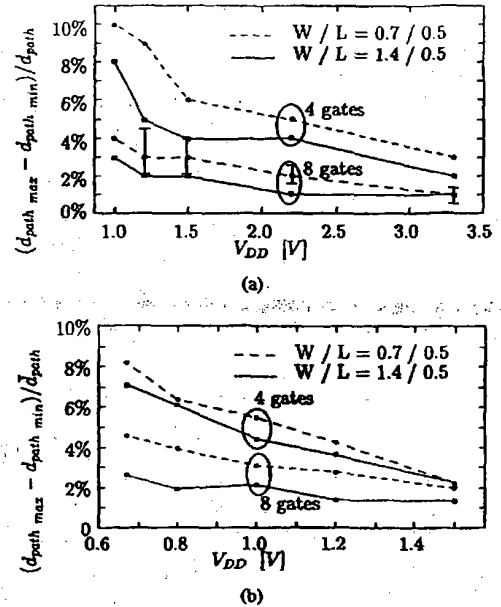 (d_path max − d_path min)/d_path
10%
8%
6%
4%
2%
0%
W / L = 0.7 / 0.5
W / L = 1.4 / 0.5
4 gates
8 gates
1.0 1.5 2.0 2.5 3.0 3.5
V_DD [V]
(a)
(d_path max − d_path min)/d_path
10%
8%
6%
4%
2%
0
W / L = 0.7 / 0.5
W / L = 1.4 / 0.5
4 gates
8 gates
0.6 0.8 1.0 1.2 1.4
V_DD [V]
(b)